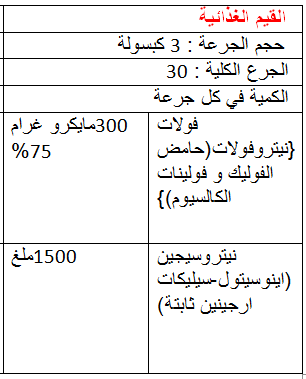 القيم الغذائية
حجم الجرعة : 3 كبسولة
الجرع الكلية : 30
الكمية في كل جرعة
فولات
{نيتروفولات(حامض
الفوليك و فولينات
الكالسيوم)}
300مايكرو غرام
75%
نيتروسيجين
(اينوسيتول-سيليكات
ارجينين ثابتة)
1500ملغ